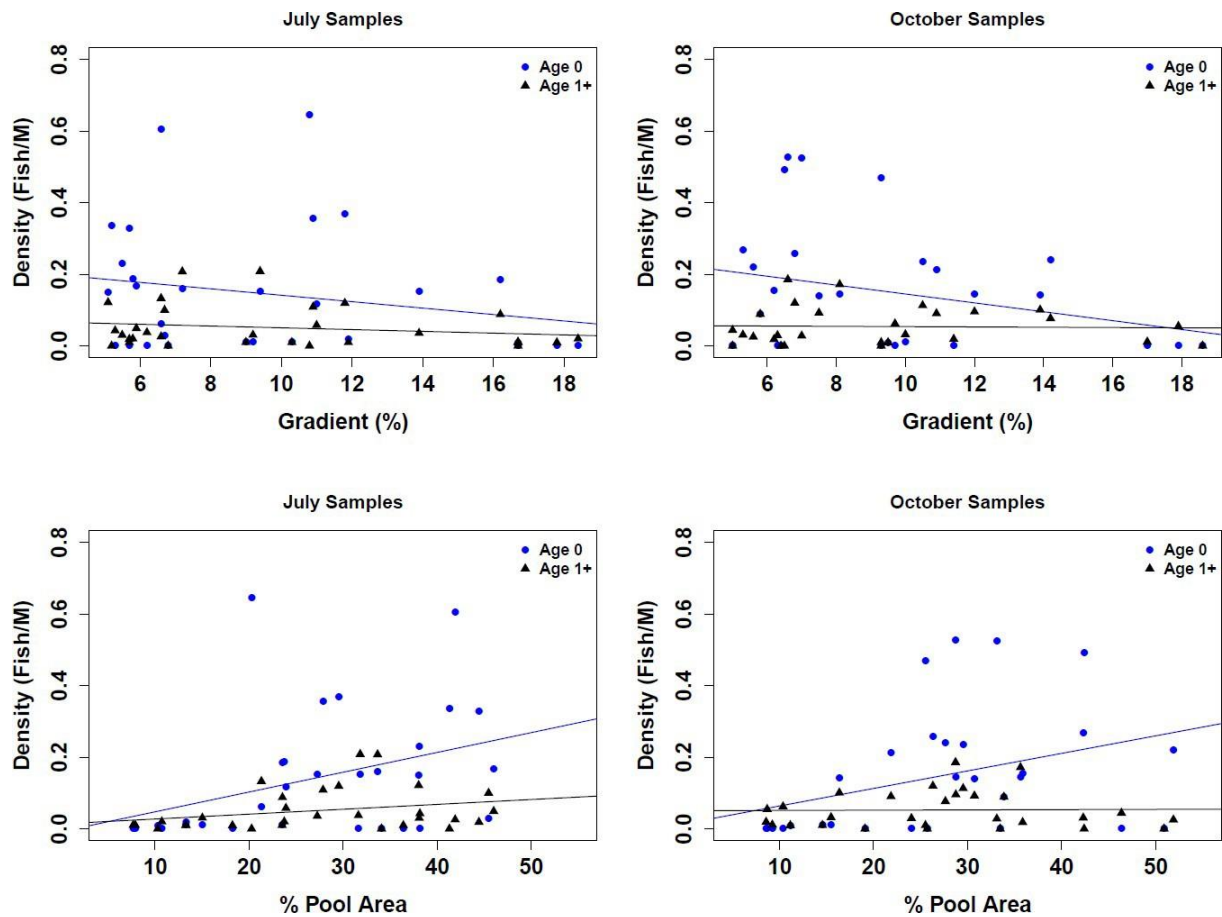 July Samples
Density (Fish/M)
0.8
0.6
0.4
0.2
0.0
Age 0
Age 1+
6 8 10 12 14 16 18
Gradient (%)
October Samples
Density (Fish/M)
0.8
0.6
0.4
0.2
0.0
Age 0
Age 1+
6 8 10 12 14 16 18
Gradient (%)
July Samples
Density (Fish/M)
0.8
0.6
0.4
0.2
0.0
Age 0
Age 1+
10 20 30 40 50
% Pool Area
October Samples
Density (Fish/M)
0.8
0.6
0.4
0.2
0.0
Age 0
Age 1+
10 20 30 40 50
% Pool Area